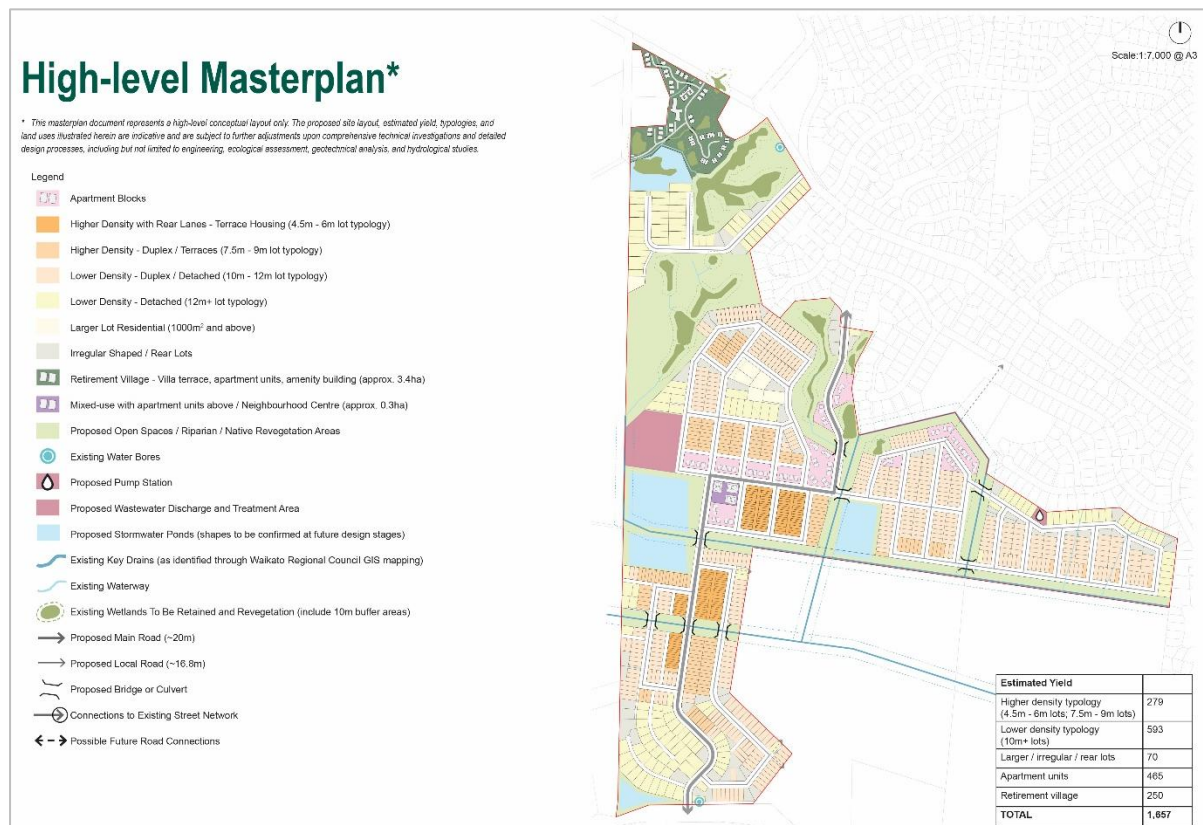 High-level Masterplan*
* This masterplan document represents a high-level conceptual layout only. The proposed site layout, estimated yield, typologies, and
land uses illustrated herein are indicative and are subject to further adjustments upon comprehensive technical investigations and detailed
design processes, including but not limited to engineering, ecological assessment, geotechnical analysis, and hydrological studies.
Scale:1:7,000 @ A3
Legend
Apartment Blocks
Higher Density with Rear Lanes - Terrace Housing (4.5m - 6m lot typology)
Higher Density - Duplex / Terraces (7.5m - 9m lot typology)
Lower Density - Duplex / Detached (10m - 12m lot typology)
Lower Density - Detached (12m+ lot typology)
Larger Lot Residential (1000m² and above)
Irregular Shaped / Rear Lots
Retirement Village - Villa terrace, apartment units, amenity building (approx. 3.4ha)
Mixed-use with apartment units above / Neighbourhood Centre (approx. 0.3ha)
Proposed Open Spaces / Riparian / Native Revegetation Areas
Existing Water Bores
Proposed Pump Station
Proposed Wastewater Discharge and Treatment Area
Proposed Stormwater Ponds (shapes to be confirmed at future design stages)
Existing Key Drains (as identified through Waikato Regional Council GIS mapping)
Existing Waterway
Existing Wetlands To Be Retained and Revegetation (include 10m buffer areas)
Proposed Main Road (~20m)
Proposed Local Road (~16.8m)
Proposed Bridge or Culvert
Connections to Existing Street Network
Possible Future Road Connections
Estimated Yield
Higher density typology
(4.5m - 6m lots; 7.5m - 9m lots) 279
Lower density typology
(10m+ lots) 593
Larger / irregular / rear lots 70
Apartment units 465
Retirement village 250
TOTAL 1,657